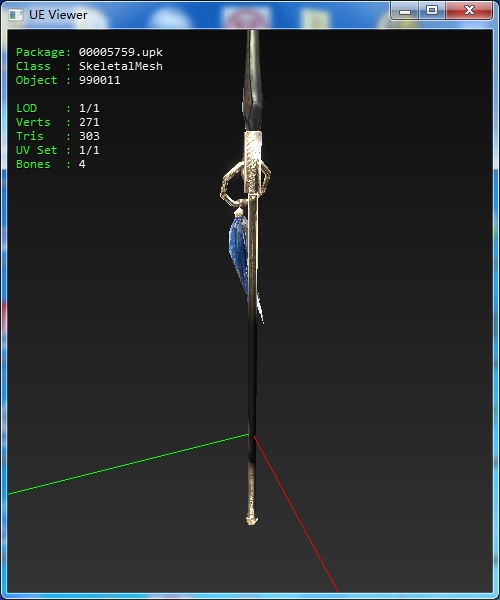 UE Viewer
Package: 00005759.upk
Class : SkeletalMesh
Object : 990011
LOD : 1/1
Verts : 271
Tris : 303
UV Set : 1/1
Bones : 4